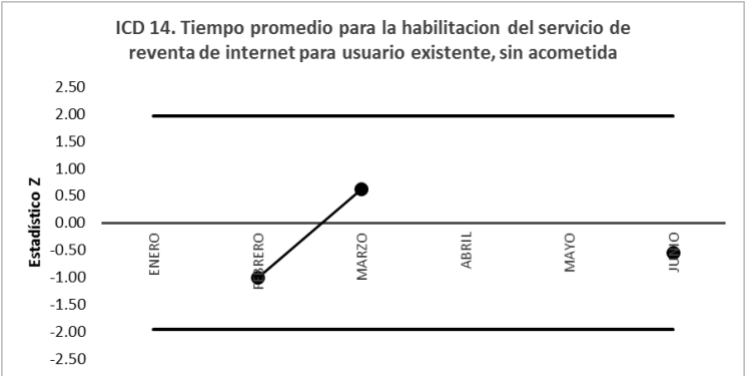 ICD 14. Tiempo promedio para la habilitacion del servicio de
reventa de internet para usuario existente, sin acometida
Estadístico Z
2.50
2.00
1.50
1.00
0.50
0.00
-0.50
-1.00
-1.50
-2.00
-2.50
ENERO
FEBRERO
MARZO
ABRIL
MAYO
JUNIO